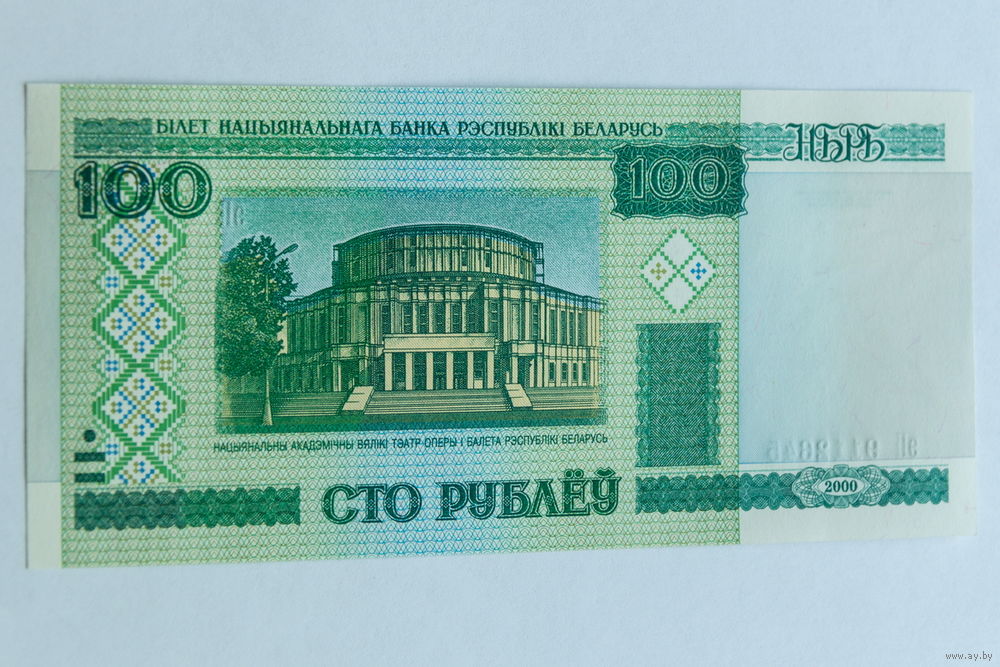 БІЛЕТ НАЦЫЯНАЛЬНАГА БАНКА РЭСПУБЛІКІ БЕЛАРУСЬ
НБРБ
100
100
НАЦЫЯНАЛЬНЫ АКАДЭМІЧНЫ ВЯЛІКІ ТЭАТР ОПЕРЫ І БАЛЕТА РЭСПУБЛІКІ БЕЛАРУСЬ
СТО РУБЛЁЎ
2000
www.ay.by